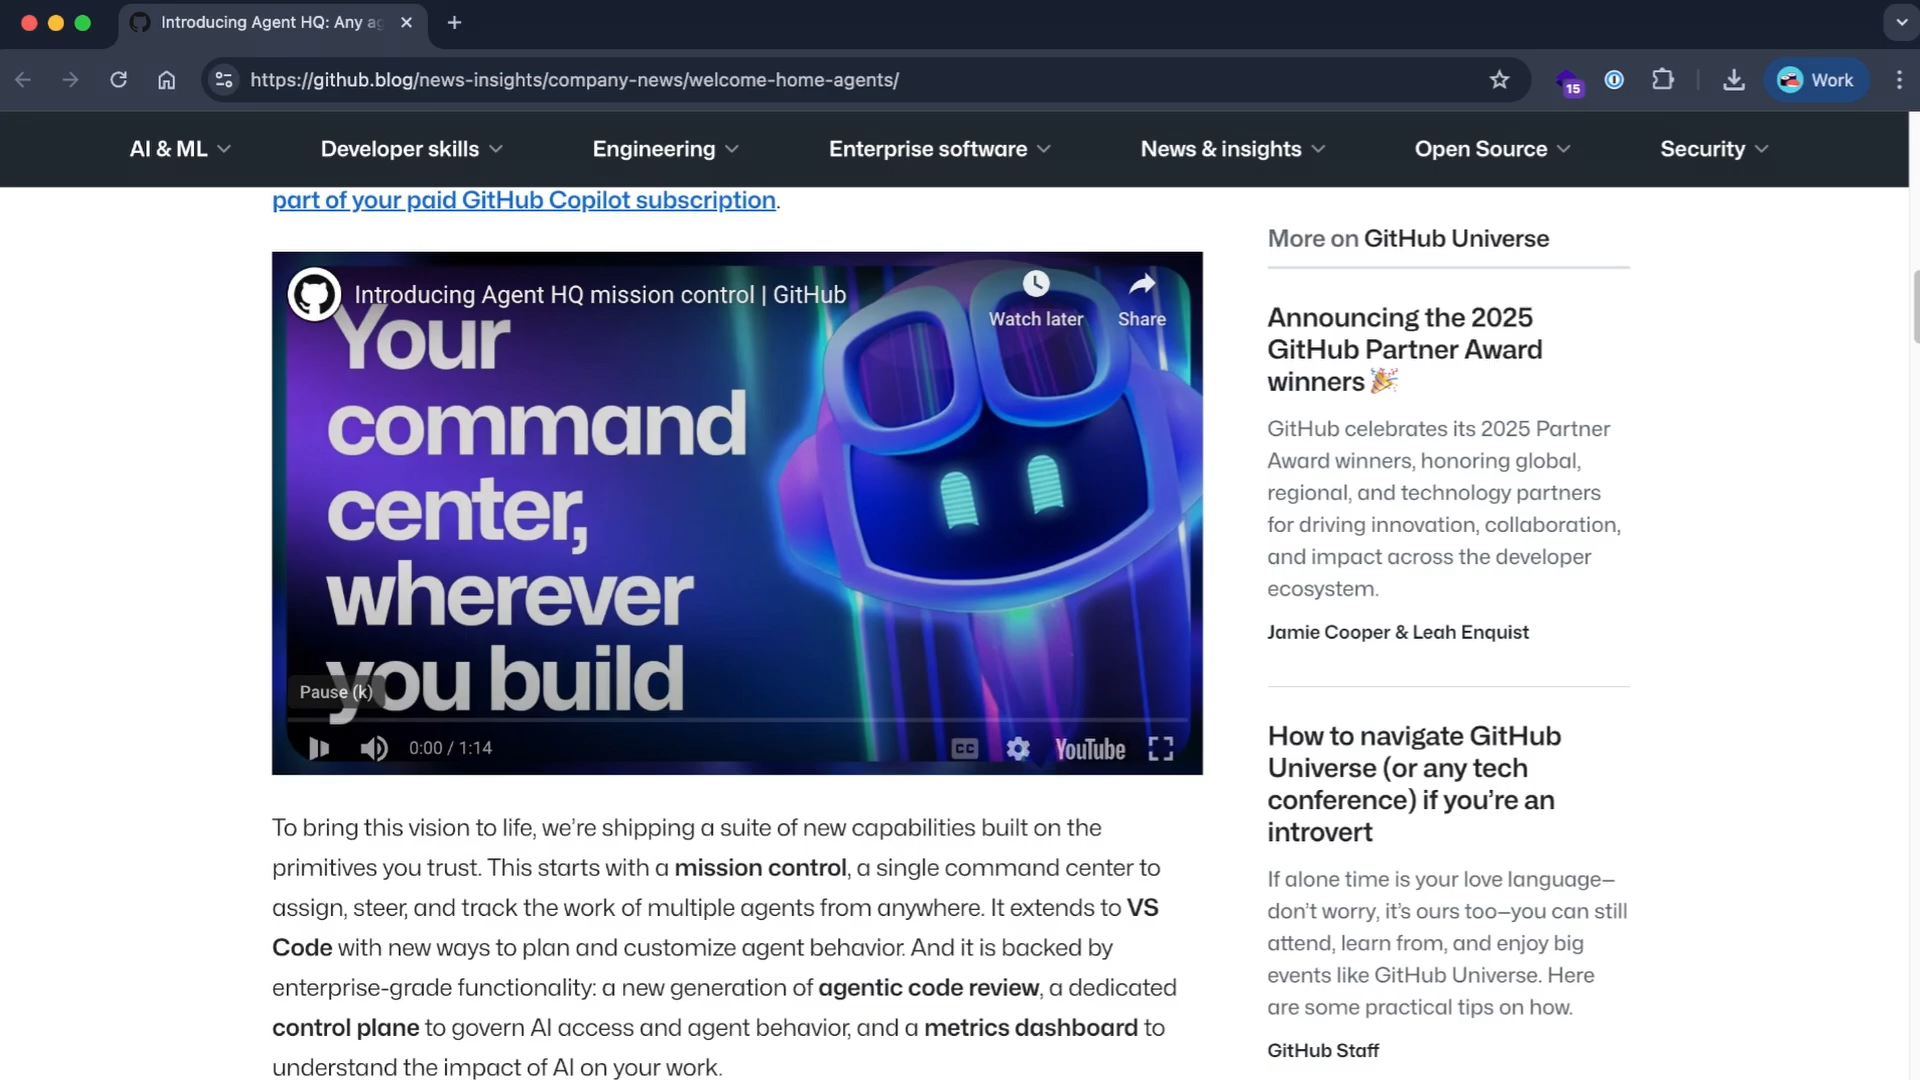 Introducing Agent HQ: Any ag
https://github.blog/news-insights/company-news/welcome-home-agents/
15
Work
AI & ML
Developer skills
Engineering
Enterprise software
News & insights
Open Source
Security
part of your paid GitHub Copilot subscription.
Introducing Agent HQ mission control | GitHub
Watch later
Share
Your
command
center,
wherever
you build
Pause (k)
0:00 / 1:14
CC
YouTube
To bring this vision to life, we’re shipping a suite of new capabilities built on the
primitives you trust. This starts with a mission control, a single command center to
assign, steer, and track the work of multiple agents from anywhere. It extends to VS
Code with new ways to plan and customize agent behavior. And it is backed by
enterprise-grade functionality: a new generation of agentic code review, a dedicated
control plane to govern AI access and agent behavior, and a metrics dashboard to
understand the impact of AI on your work.
More on GitHub Universe
Announcing the 2025
GitHub Partner Award
winners 🎉
GitHub celebrates its 2025 Partner
Award winners, honoring global,
regional, and technology partners
for driving innovation, collaboration,
and impact across the developer
ecosystem.
Jamie Cooper & Leah Enquist
How to navigate GitHub
Universe (or any tech
conference) if you’re an
introvert
If alone time is your love language—
don’t worry, it’s ours too—you can still
attend, learn from, and enjoy big
events like GitHub Universe. Here
are some practical tips on how.
GitHub Staff